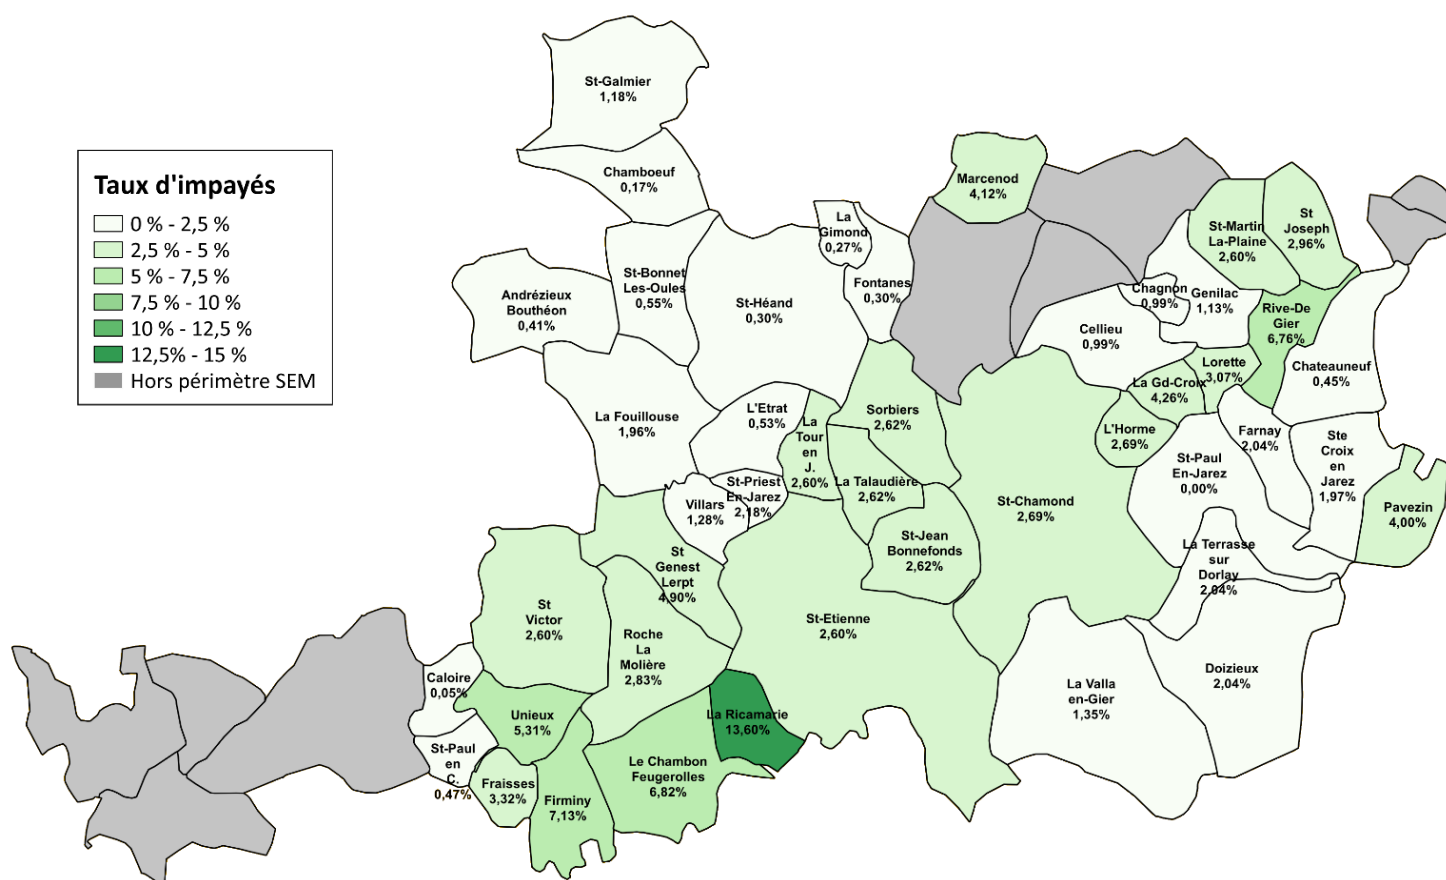 St-Galmier
1,18%
Chamboeuf
0,17%
Marcenod
4,12%
Taux d'impayés
0 % - 2,5 %
2,5 % - 5 %
5 % - 7,5 %
7,5 % - 10 %
10 % - 12,5 %
12,5% - 15 %
Hors périmètre SEM
La
Gimond
0,27%
St-Martin
La-Plaine
2,60%
St
Joseph
2,96%
Andrézieux
Bouthéon
0,41%
St-Bonnet
Les-Oules
0,55%
St-Héand
0,30%
Fontanes
0,30%
Chagnon
0,99%
Genilac
1,13%
Rive-De
Gier
6,76%
Cellieu
0,99%
Lorette
3,07%
La Gd-Croix
4,26%
Chateauneuf
0,45%
La Fouillouse
1,96%
L'Etrat
0,53%
La
Tour
en
J.
2,60%
Sorbiers
2,62%
L'Horme
2,69%
Farnay
2,04%
Ste
Croix
en
Jarez
1,97%
St-Paul
En-Jarez
0,00%
Villars
1,28%
St-Priest
En-Jarez
2,18%
La Talaudière
2,62%
St-Chamond
2,69%
Pavezin
4,00%
St
Genest
Lerpt
4,90%
St-Jean
Bonnefonds
2,62%
La Terrasse
sur
Dorlay
2,04%
St
Victor
2,60%
Roche
La
Molière
2,83%
St-Etienne
2,60%
Doizieux
2,04%
Caloire
0,05%
La Valla
en-Gier
1,35%
Unieux
5,31%
La Ricamarie
13,60%
St-Paul
en
C.
0,47%
Fraisses
3,32%
Firminy
7,13%
Le Chambon
Feugerolles
6,82%